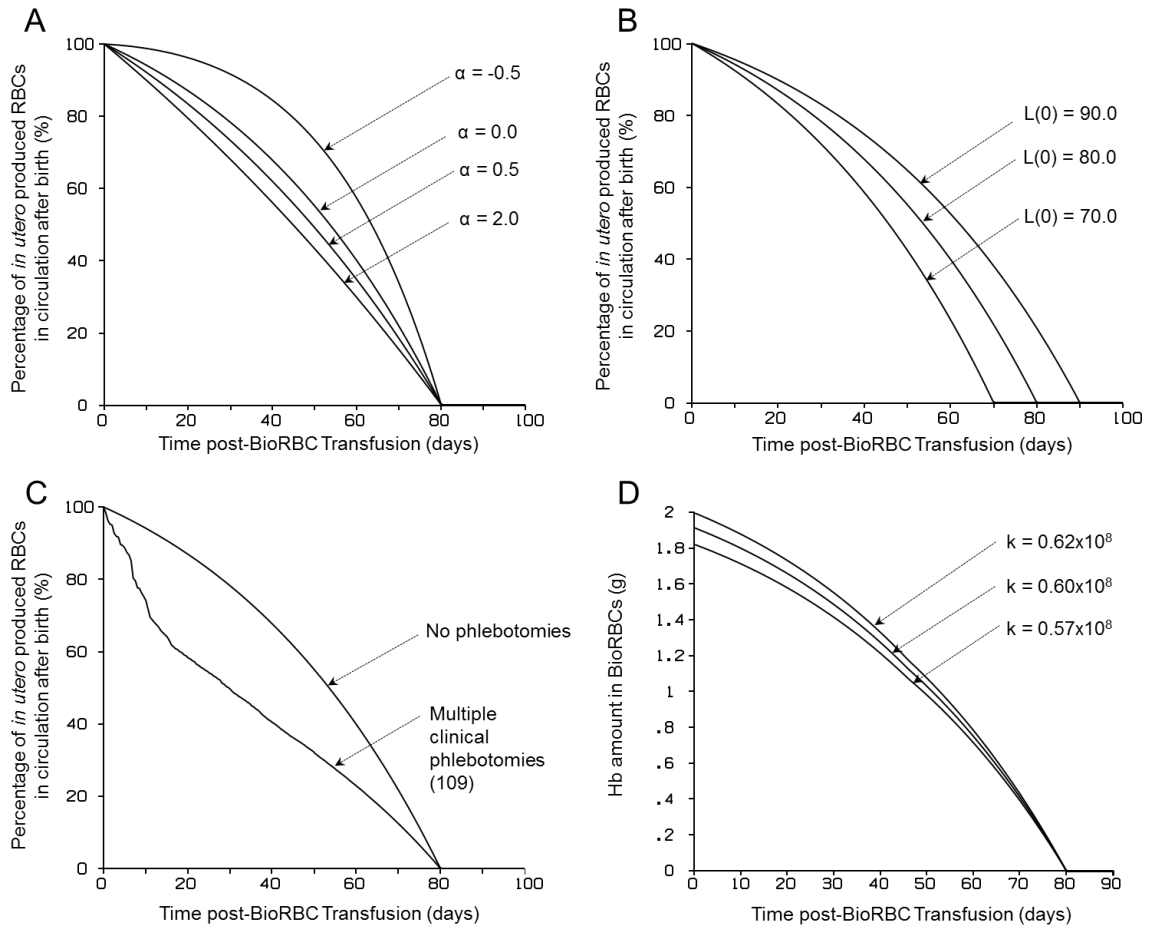 A
Percentage of in utero produced RBCs
in circulation after birth (%)
100
80
60
40
20
0
α = -0.5
α = 0.0
α = 0.5
α = 2.0
0 20 40 60 80 100
Time post-BioRBC Transfusion (days)
B
Percentage of in utero produced RBCs
in circulation after birth (%)
100
80
60
40
20
0
L(0) = 90.0
L(0) = 80.0
L(0) = 70.0
0 20 40 60 80 100
Time post-BioRBC Transfusion (days)
C
Percentage of in utero produced RBCs
in circulation after birth (%)
100
80
60
40
20
0
No phlebotomies
Multiple
clinical
phlebotomies
(109)
0 20 40 60 80 100
Time post-BioRBC Transfusion (days)
D
Hb amount in BioRBCs (g)
2
1.8
1.6
1.4
1.2
1
.8
.6
.4
.2
0
k = 0.62x10⁸
k = 0.60x10⁸
k = 0.57x10⁸
0 10 20 30 40 50 60 70 80 90
Time post-BioRBC Transfusion (days)